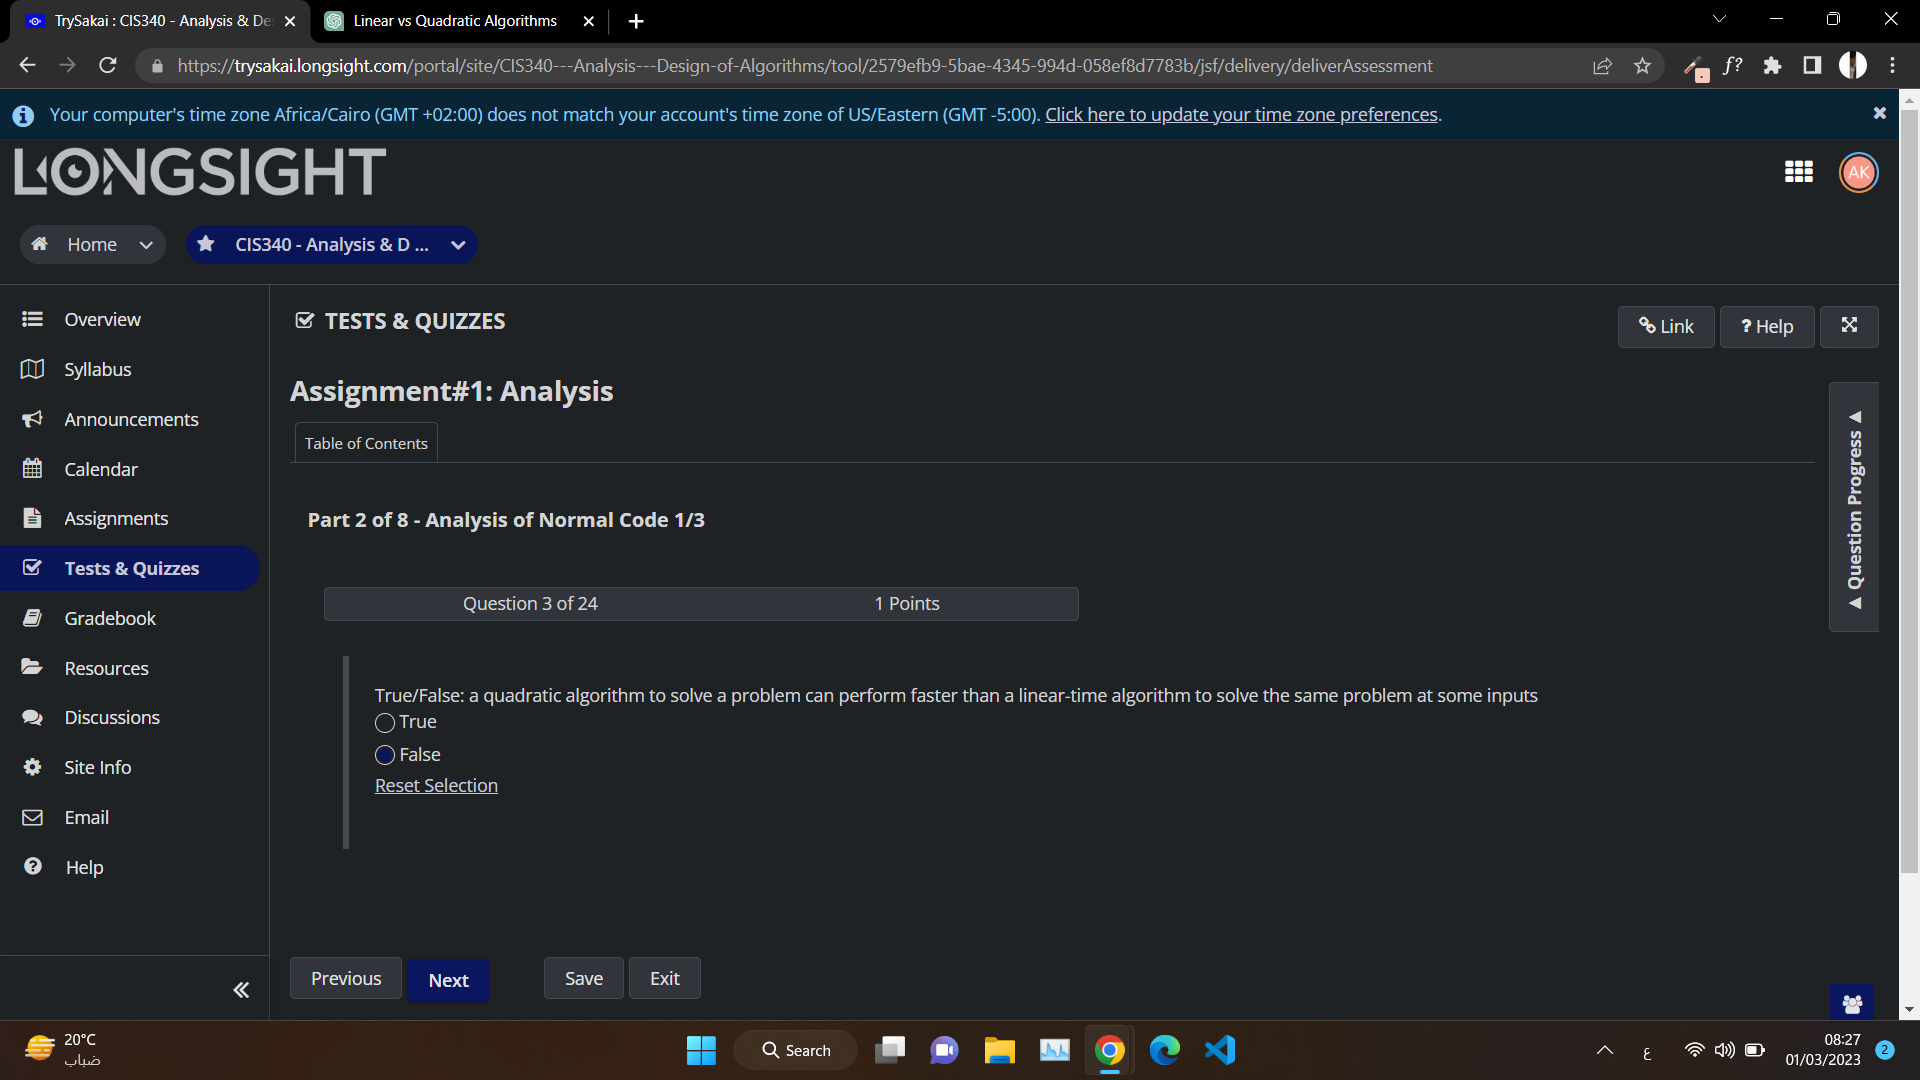 TrySakai : CIS340 - Analysis & De
Linear vs Quadratic Algorithms
https://trysakai.longsight.com/portal/site/CIS340---Analysis---Design-of-Algorithms/tool/2579efb9-5bae-4345-994d-058ef8d7783b/jsf/delivery/deliverAssessment
f?
Your computer's time zone Africa/Cairo (GMT +02:00) does not match your account's time zone of US/Eastern (GMT -5:00). Click here to update your time zone preferences.
LONGSIGHT
AK
Home
CIS340 - Analysis & D ...
Overview
Syllabus
Announcements
Calendar
Assignments
Tests & Quizzes
Gradebook
Resources
Discussions
Site Info
Email
Help
TESTS & QUIZZES
Link
? Help
Assignment#1: Analysis
Table of Contents
Question Progress
Part 2 of 8 - Analysis of Normal Code 1/3
Question 3 of 24
1 Points
True/False: a quadratic algorithm to solve a problem can perform faster than a linear-time algorithm to solve the same problem at some inputs
True
False
Reset Selection
Previous
Next
Save
Exit
20°C
ضباب
Search
ع
08:27
01/03/2023
2